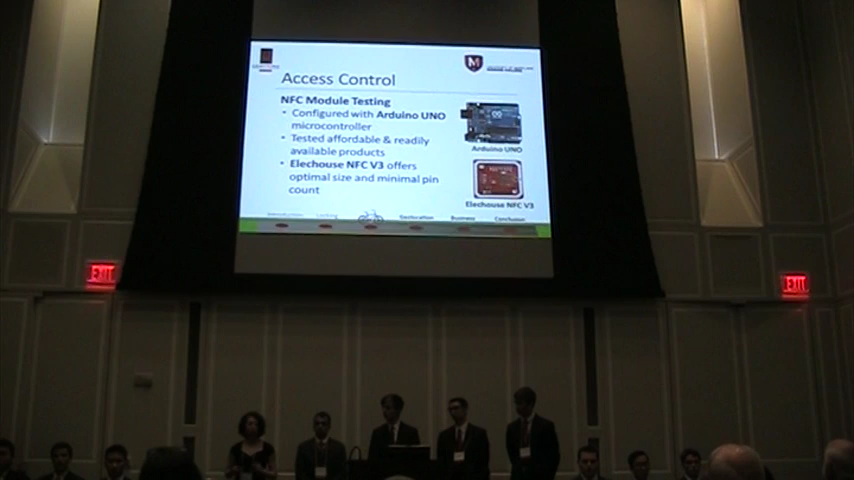 Access Control
NFC Module Testing
• Configured with Arduino UNO
microcontroller
• Tested affordable & readily
available products
• Elechouse NFC V3 offers
optimal size and minimal pin
count
M
Arduino UNO
Elechouse NFC V3
Introduction Locking Geolocation Business Conclusion
EXIT
EXIT